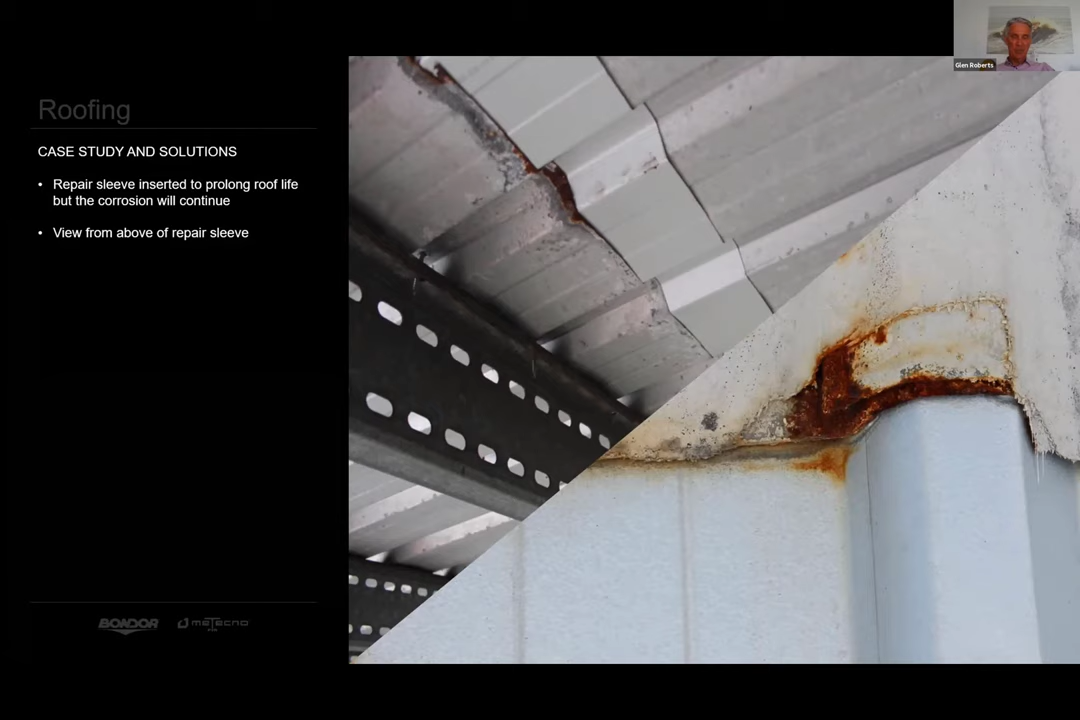 Glen Roberts
Roofing
CASE STUDY AND SOLUTIONS
• Repair sleeve inserted to prolong roof life
but the corrosion will continue
• View from above of repair sleeve
BONDOR
metecno